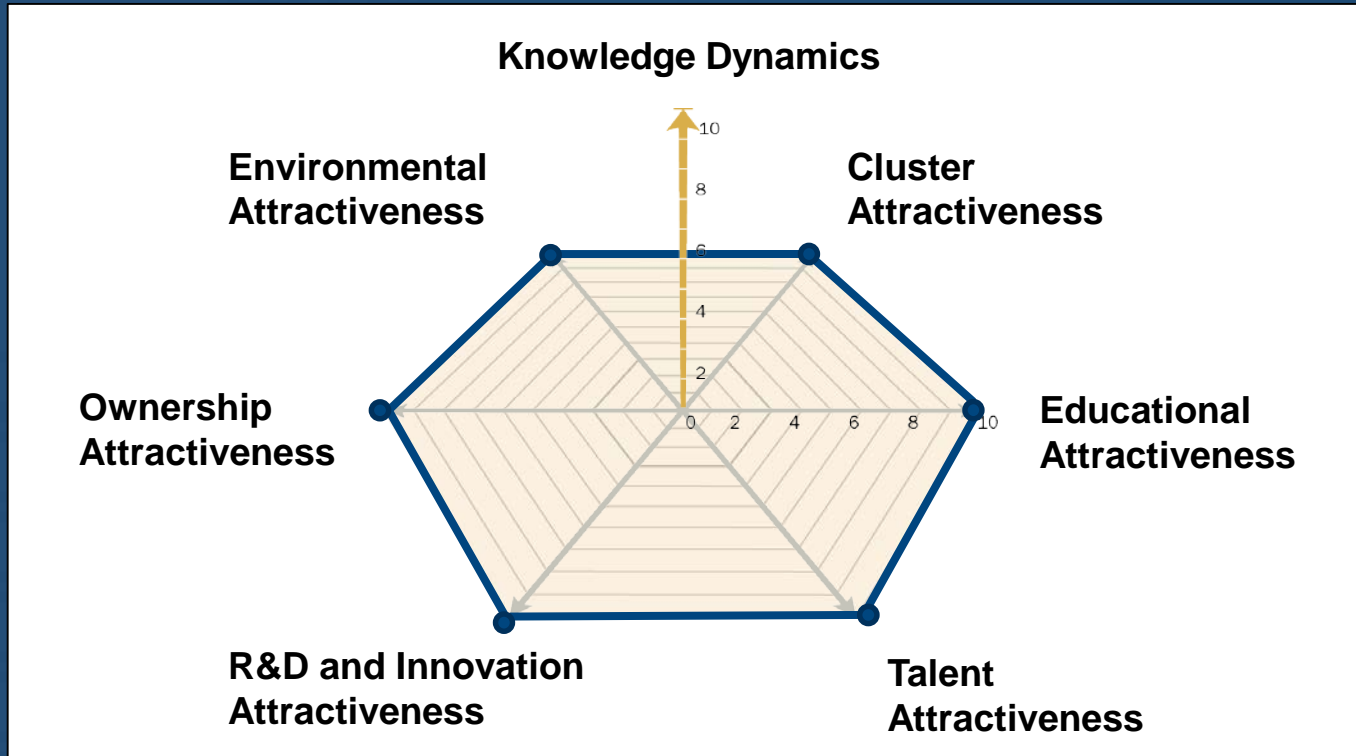 Knowledge Dynamics
Environmental
Attractiveness
Cluster
Attractiveness
10
8
6
4
2
0 2 4 6 8 10
Ownership
Attractiveness
Educational
Attractiveness
R&D and Innovation
Attractiveness
Talent
Attractiveness